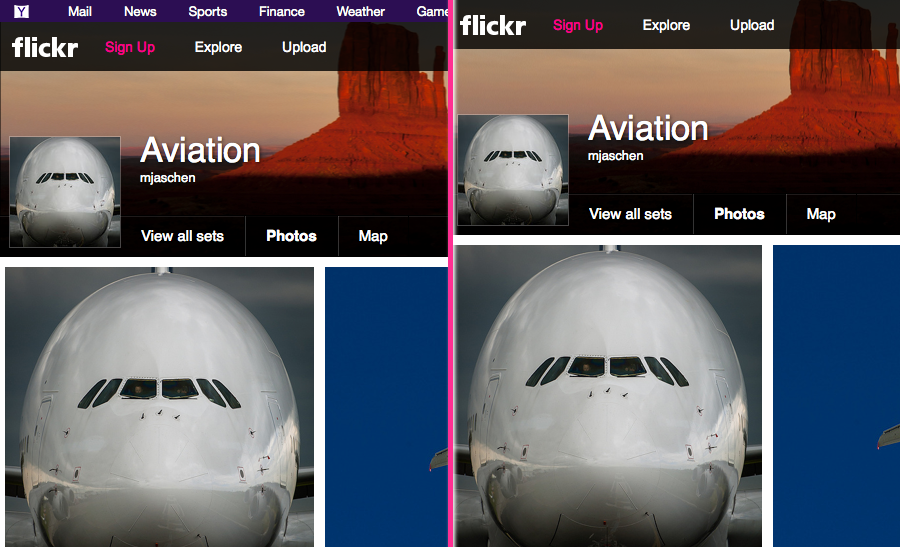 Y Mail News Sports Finance Weather Game
flickr Sign Up Explore Upload
Aviation
mjaschen
View all sets Photos Map
flickr Sign Up Explore Upload
Aviation
mjaschen
View all sets Photos Map